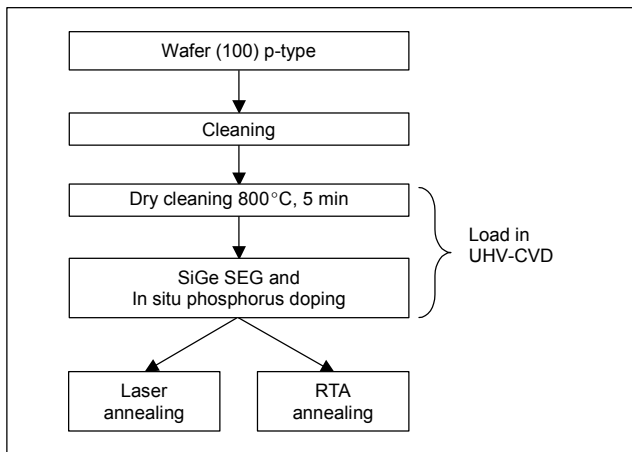 Wafer (100) p-type
Cleaning
Dry cleaning 800°C, 5 min
Load in
UHV-CVD
SiGe SEG and
In situ phosphorus doping
Laser
annealing
RTA
annealing